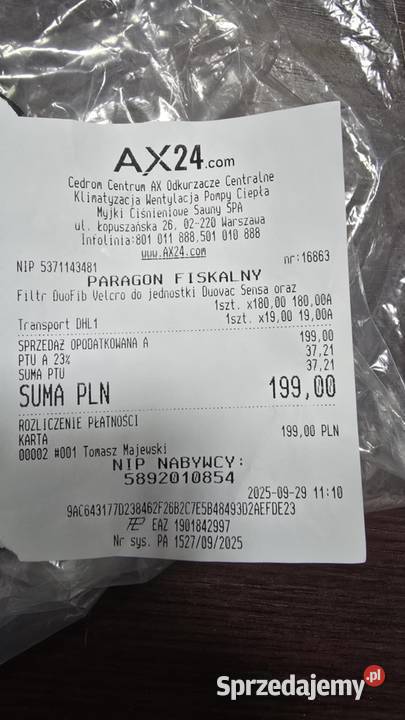 AX24.com
Cedrom Centrum AX Odkurzacze Centralne
Klimatyzacja Wentylacja Pompy Ciepła
Myjki Ciśnieniowe Sauny SPA
ul. Łopuszańska 26, 02-220 Warszawa
Infolinia:801 011 888,501 010 888
www.AX24.com
NIP 5371143481 nr:16863
PARAGON FISKALNY
Filtr DuoFib Velcro do jednostki Duovac Sensa oraz
1szt. x180,00 180,00A
Transport DHL1 1szt. x19,00 19,00A
SPRZEDAŻ OPODATKOWANA A 199,00
PTU A 23% 37,21
SUMA PTU 37,21
SUMA PLN 199,00
ROZLICZENIE PŁATNOŚCI
KARTA 199,00 PLN
00002 #001 Tomasz Majewski
NIP NABYWCY:
5892010854
2025-09-29 11:10
9AC643177D238462F26B2C7E5B48493D2AEFDE23
EAZ 1901842997
Nr sys. PA 1527/09/2025
Sprzedajemy.pl